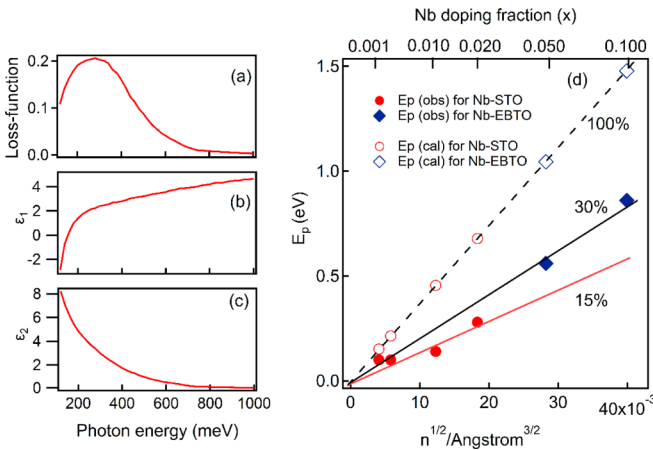 Nb doping fraction (x)
0.001 0.010 0.020 0.050 0.100
(a)
Loss-function
0.2
0.1
0.0
(b)
ε1
4
2
0
-2
(c)
ε2
8
6
4
2
0
200 400 600 800 1000
Photon energy (meV)
(d)
Ep (obs) for Nb-STO
Ep (obs) for Nb-EBTO
Ep (cal) for Nb-STO
Ep (cal) for Nb-EBTO
100%
30%
15%
Ep (eV)
1.5
1.0
0.5
0.0
0 10 20 30 40x10-3
n1/2/Angstrom3/2